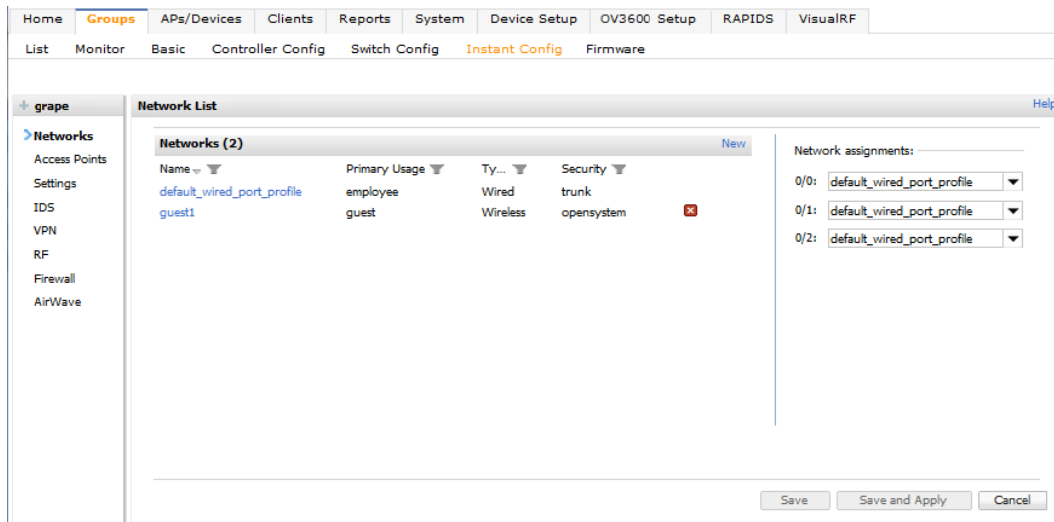 Home Groups APs/Devices Clients Reports System Device Setup OV3600 Setup RAPIDS VisualRF
List Monitor Basic Controller Config Switch Config Instant Config Firmware
grape Network List Help
Networks
Access Points
Settings
IDS
VPN
RF
Firewall
AirWave
Networks (2) New
Name Primary Usage Ty... Security
default_wired_port_profile employee Wired trunk
guest1 guest Wireless opensystem
Network assignments:
0/0: default_wired_port_profile
0/1: default_wired_port_profile
0/2: default_wired_port_profile
Save Save and Apply Cancel